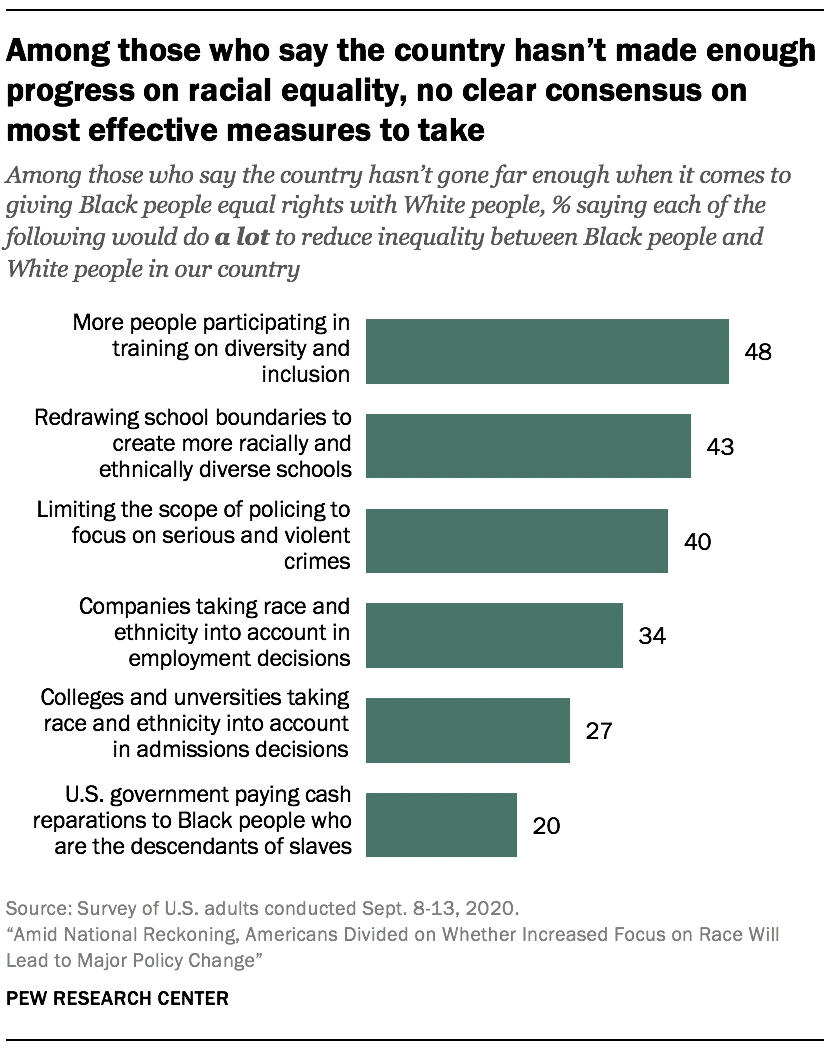 Among those who say the country hasn’t made enough
progress on racial equality, no clear consensus on
most effective measures to take
Among those who say the country hasn’t gone far enough when it comes to
giving Black people equal rights with White people, % saying each of the
following would do a lot to reduce inequality between Black people and
White people in our country
More people participating in
training on diversity and
inclusion
48
Redrawing school boundaries to
create more racially and
ethnically diverse schools
43
Limiting the scope of policing to
focus on serious and violent
crimes
40
Companies taking race and
ethnicity into account in
employment decisions
34
Colleges and unversities taking
race and ethnicity into account
in admissions decisions
27
U.S. government paying cash
reparations to Black people who
are the descendants of slaves
20
Source: Survey of U.S. adults conducted Sept. 8-13, 2020.
“Amid National Reckoning, Americans Divided on Whether Increased Focus on Race Will
Lead to Major Policy Change”
PEW RESEARCH CENTER